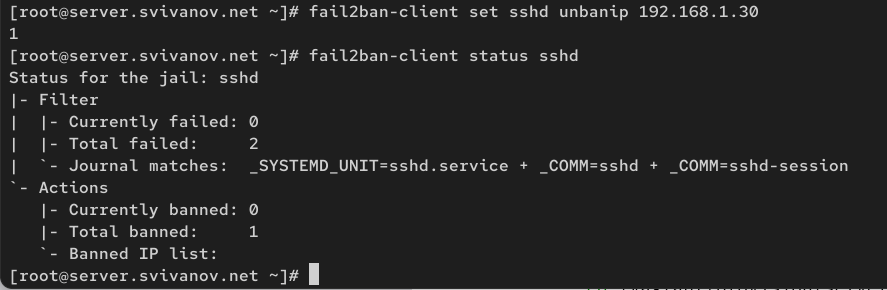 [root@server.svivanov.net ~]# fail2ban-client set sshd unbanip 192.168.1.30
1
[root@server.svivanov.net ~]# fail2ban-client status sshd
Status for the jail: sshd
|- Filter
|  |- Currently failed: 0
|  |- Total failed:     2
|  `- Journal matches:  _SYSTEMD_UNIT=sshd.service + _COMM=sshd + _COMM=sshd-session
`- Actions
   |- Currently banned: 0
   |- Total banned:     1
   `- Banned IP list:
[root@server.svivanov.net ~]#